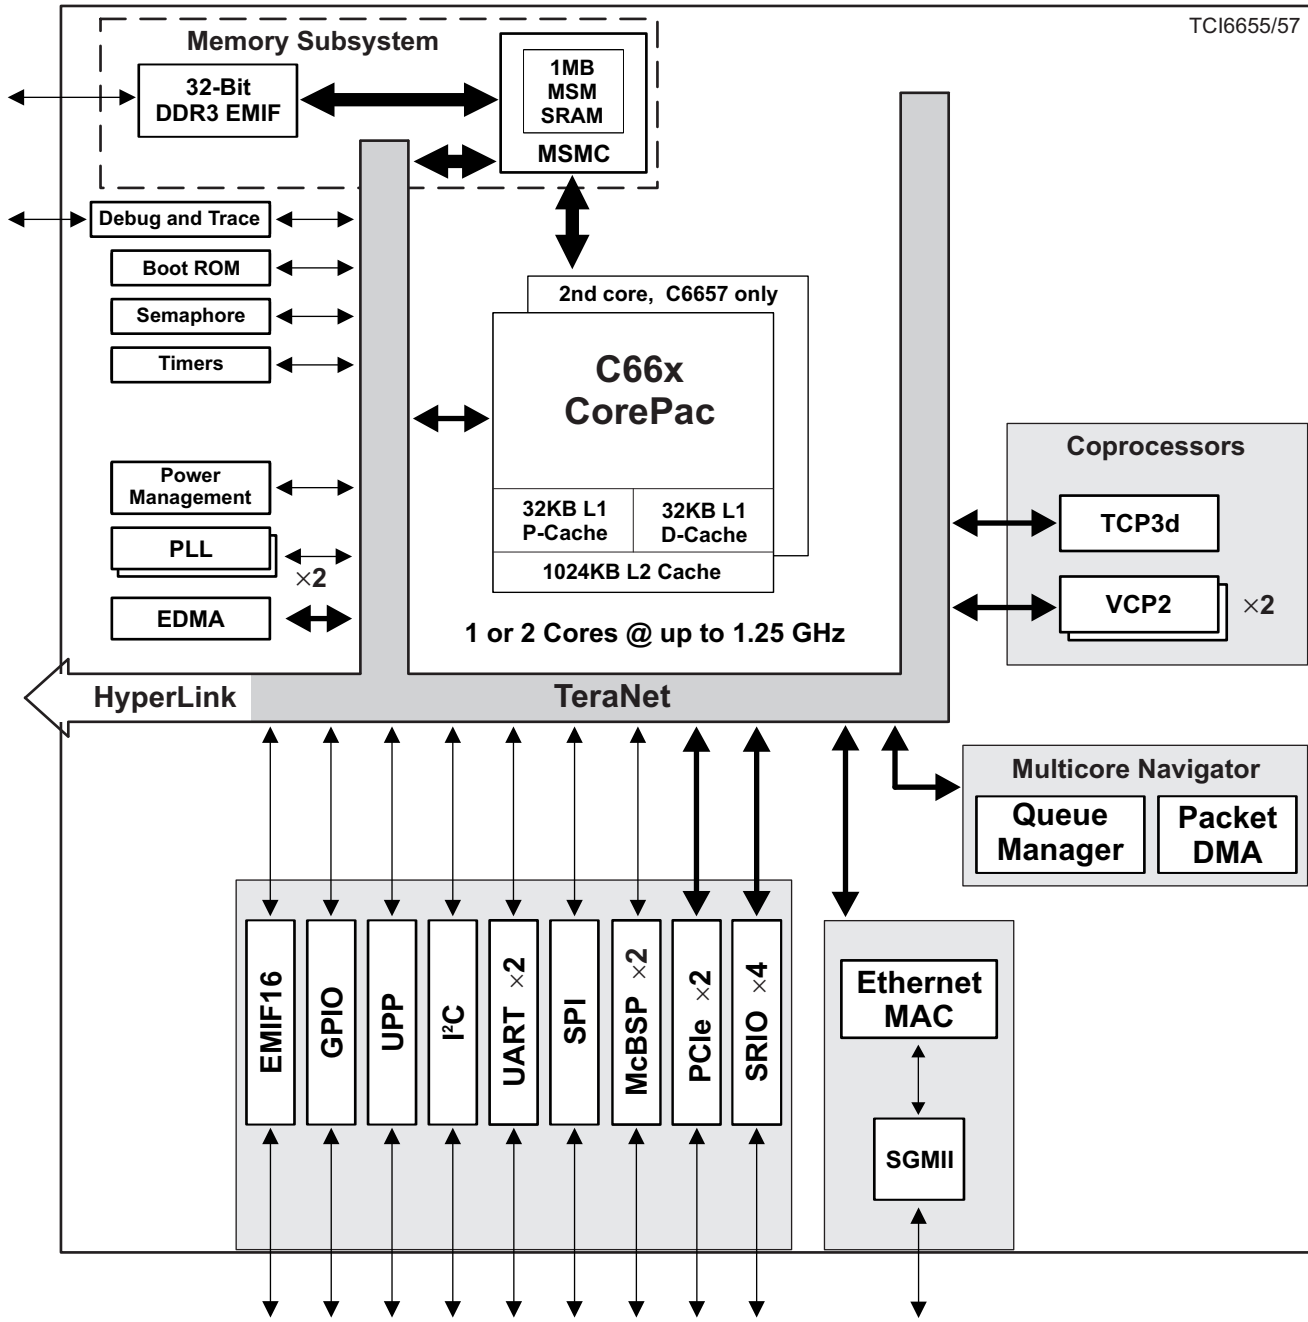 TCI6655/57
Memory Subsystem
32-Bit
DDR3 EMIF
1MB
MSM
SRAM
MSMC
Debug and Trace
Boot ROM
Semaphore
Timers
Power
Management
PLL
×2
EDMA
2nd core, C6657 only
C66x
CorePac
32KB L1
P-Cache
32KB L1
D-Cache
1024KB L2 Cache
1 or 2 Cores @ up to 1.25 GHz
Coprocessors
TCP3d
VCP2
×2
HyperLink
TeraNet
Multicore Navigator
Queue
Manager
Packet
DMA
EMIF16
GPIO
UPP
I²C
UART ×2
SPI
McBSP ×2
PCIe ×2
SRIO ×4
Ethernet
MAC
SGMII